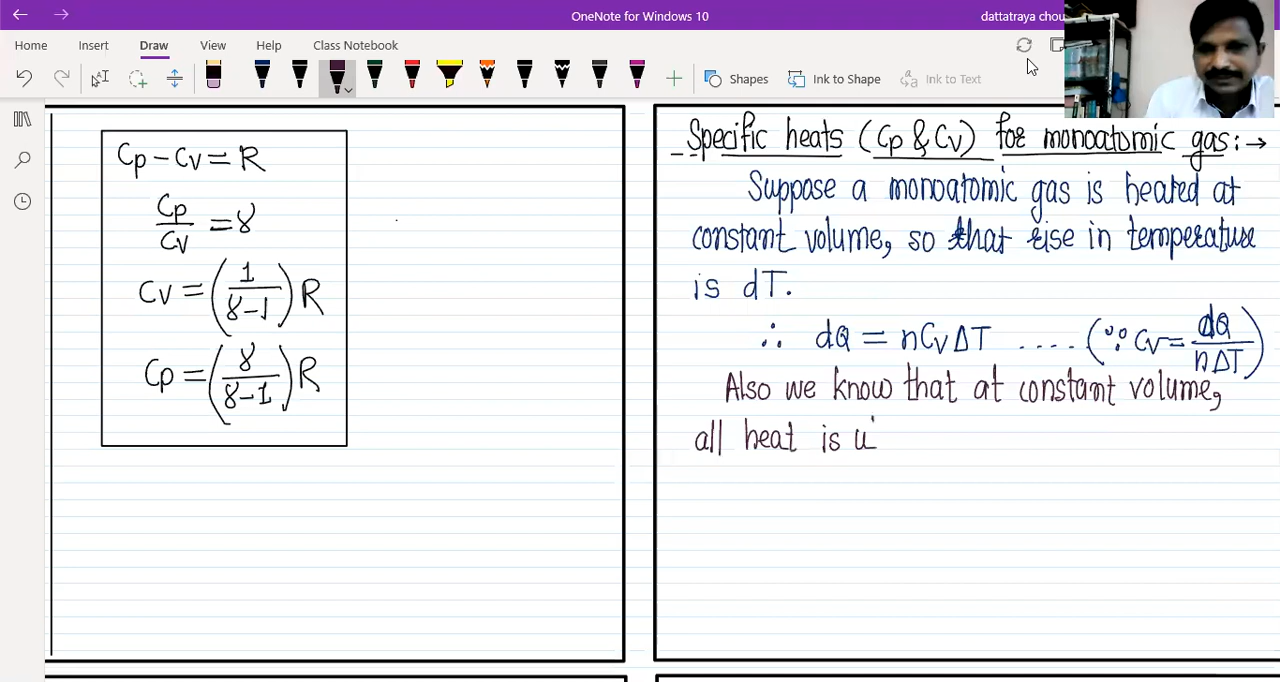 OneNote for Windows 10
dattatraya chou
Home Insert Draw View Help Class Notebook
Shapes Ink to Shape Ink to Text
Cp - Cv = R
Cp/Cv = γ
Cv = (1/(γ-1)) R
Cp = (γ/(γ-1)) R
Specific heats (Cp & Cv) for monoatomic gas:→
Suppose a monoatomic gas is heated at
constant volume, so that rise in temperature
is dT.
∴ dQ = nCvΔT .... (∵ Cv = dQ/nΔT)
Also we know that at constant volume,
all heat is u